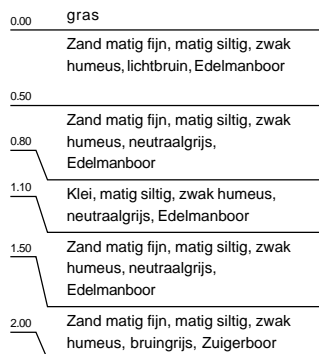 0.00
gras
Zand matig fijn, matig siltig, zwak
humeus, lichtbruin, Edelmanboor
0.50
Zand matig fijn, matig siltig, zwak
humeus, neutraalgrijs,
Edelmanboor
0.80
Klei, matig siltig, zwak humeus,
neutraalgrijs, Edelmanboor
1.10
Zand matig fijn, matig siltig, zwak
humeus, neutraalgrijs,
Edelmanboor
1.50
Zand matig fijn, matig siltig, zwak
humeus, bruingrijs, Zuigerboor
2.00